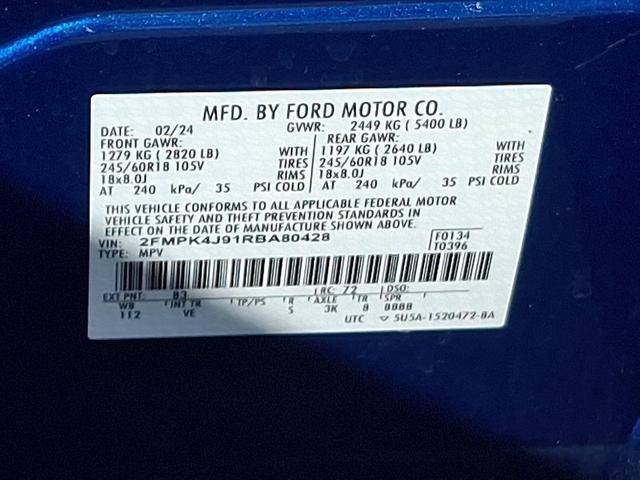 MFD. BY FORD MOTOR CO.
DATE: 02/24 GVWR: 2449 KG ( 5400 LB)
FRONT GAWR: REAR GAWR:
1279 KG ( 2820 LB) WITH 1197 KG ( 2640 LB) WITH
245/60R18 105V TIRES 245/60R18 105V TIRES
18x8.0J RIMS 18x8.0J RIMS
AT 240 kPa/ 35 PSI COLD AT 240 kPa/ 35 PSI COLD
THIS VEHICLE CONFORMS TO ALL APPLICABLE FEDERAL MOTOR
VEHICLE SAFETY AND THEFT PREVENTION STANDARDS IN
EFFECT ON THE DATE OF MANUFACTURE SHOWN ABOVE.
VIN: 2FMPK4J91RBA80428 F0134
TYPE: MPV T0396
EXT PNT: B3 RC: 72 DSO:
WB INT TR TP/PS R AXLE TR SPR
112 VE S 3K 8 8888
UTC 5U5A-1520472-BA